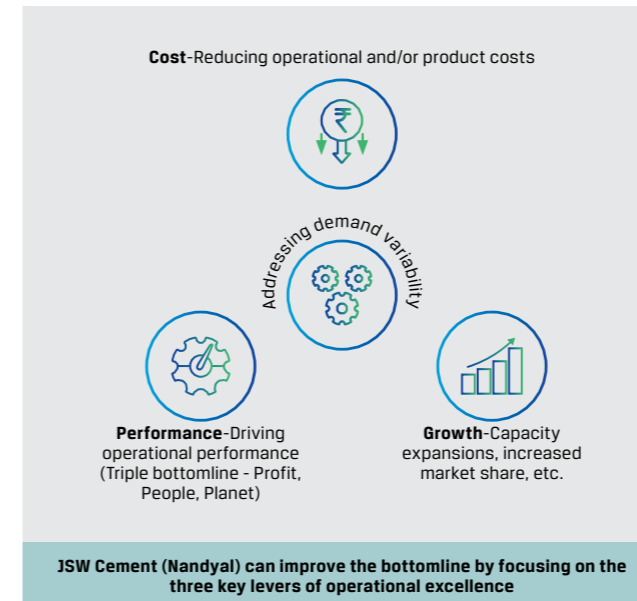 Cost-Reducing operational and/or product costs
₹
Addressing demand variability
Performance-Driving
operational performance
(Triple bottomline - Profit,
People, Planet)
Growth-Capacity
expansions, increased
market share, etc.
JSW Cement (Nandyal) can improve the bottomline by focusing on the
three key levers of operational excellence